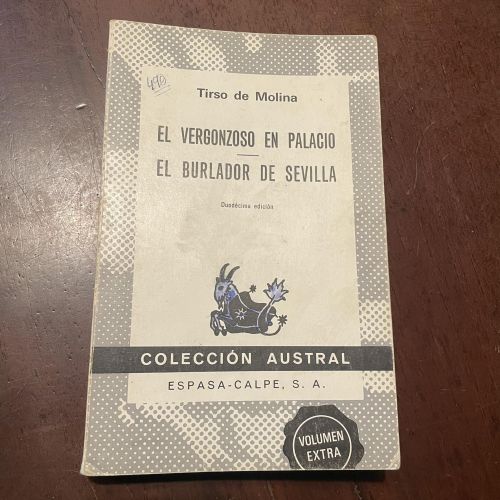 490
Tirso de Molina
EL VERGONZOSO EN PALACIO
EL BURLADOR DE SEVILLA
Duodécima edición
COLECCIÓN AUSTRAL
ESPASA-CALPE, S. A.
VOLUMEN
EXTRA